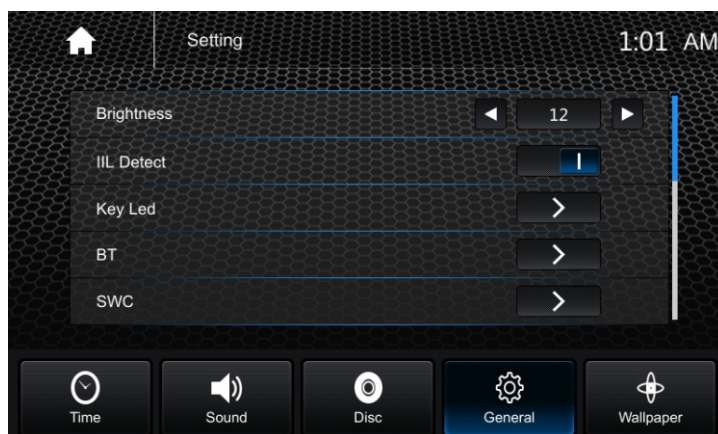 Setting
1:01 AM
Brightness
12
IIL Detect
Key Led
BT
SWC
Time
Sound
Disc
General
Wallpaper